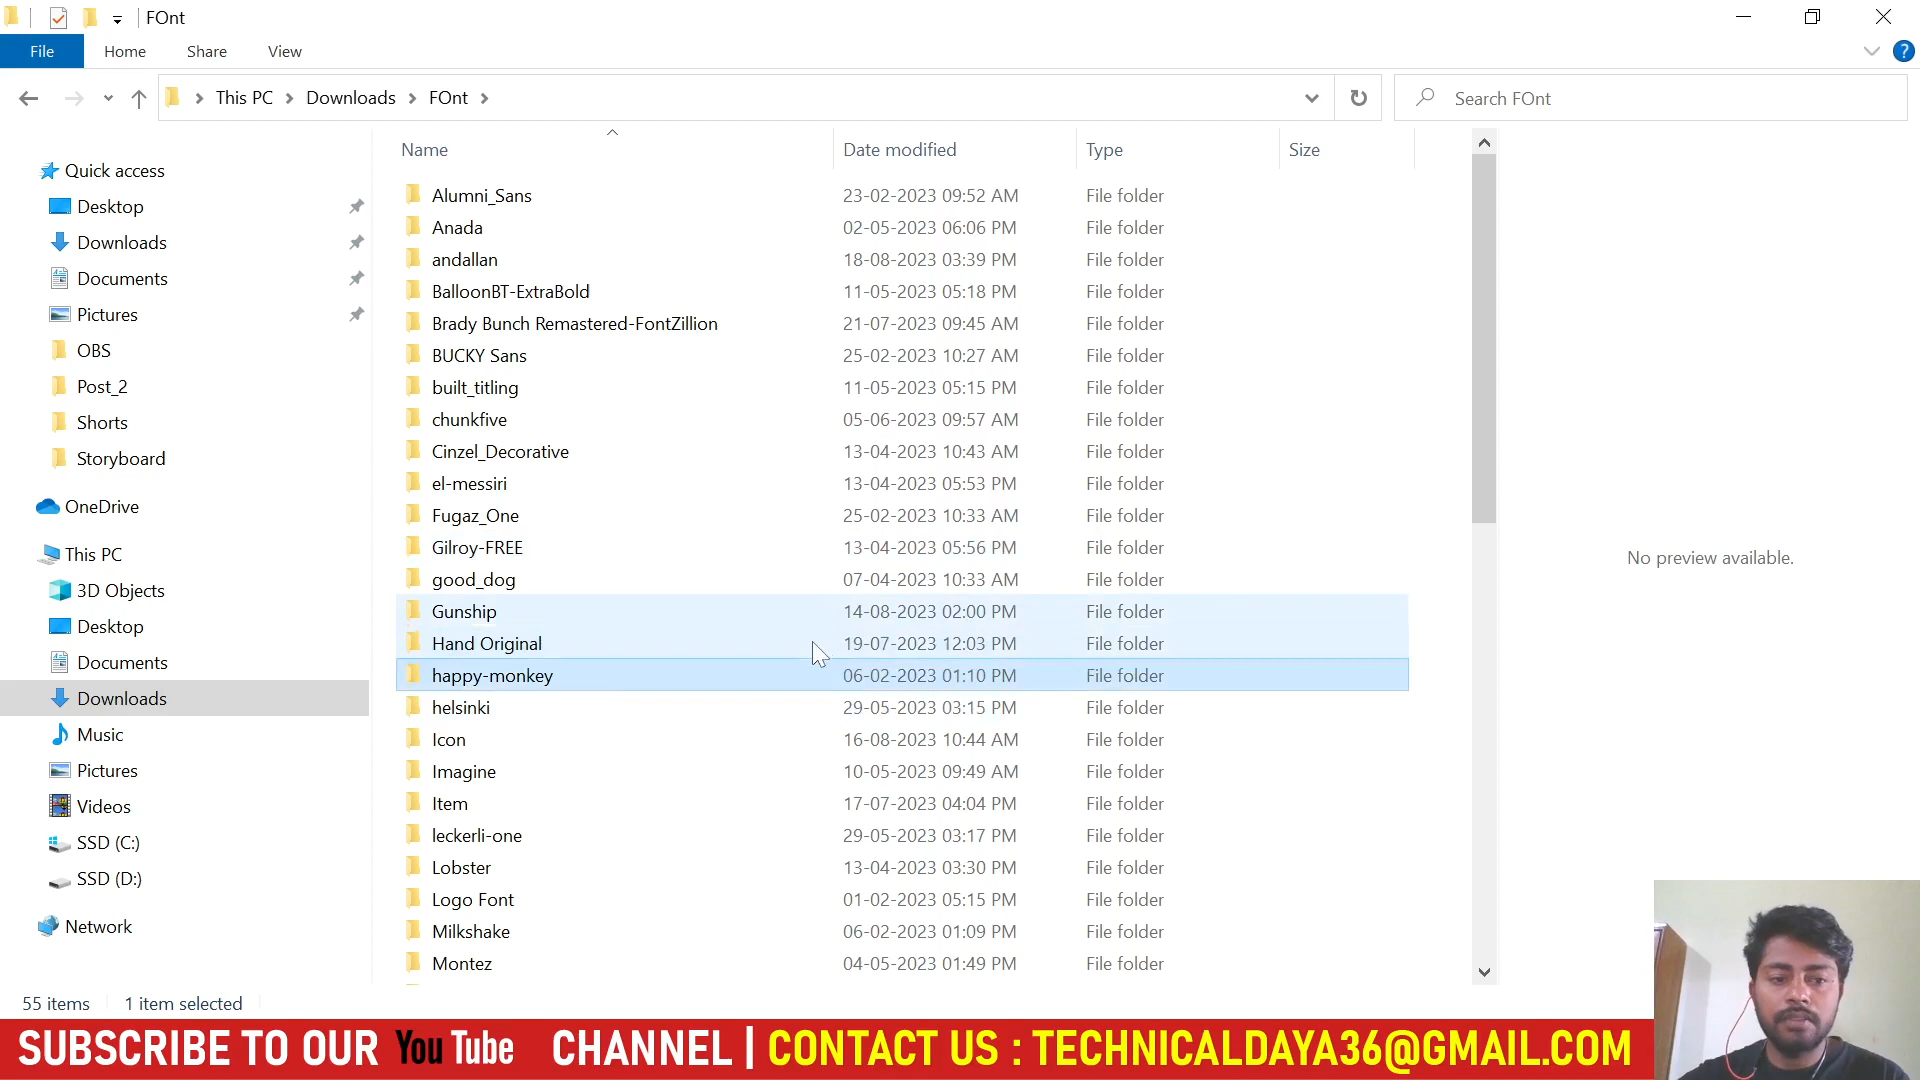 FOnt
File Home Share View ?
This PC Downloads FOnt Search FOnt
Name Date modified Type Size
Quick access
Desktop
Downloads
Documents
Pictures
OBS
Post_2
Shorts
Storyboard
OneDrive
This PC
3D Objects
Desktop
Documents
Downloads
Music
Pictures
Videos
SSD (C:)
SSD (D:)
Network
Alumni_Sans 23-02-2023 09:52 AM File folder
Anada 02-05-2023 06:06 PM File folder
andallan 18-08-2023 03:39 PM File folder
BalloonBT-ExtraBold 11-05-2023 05:18 PM File folder
Brady Bunch Remastered-FontZillion 21-07-2023 09:45 AM File folder
BUCKY Sans 25-02-2023 10:27 AM File folder
built_titling 11-05-2023 05:15 PM File folder
chunkfive 05-06-2023 09:57 AM File folder
Cinzel_Decorative 13-04-2023 10:43 AM File folder
el-messiri 13-04-2023 05:53 PM File folder
Fugaz_One 25-02-2023 10:33 AM File folder
Gilroy-FREE 13-04-2023 05:56 PM File folder
good_dog 07-04-2023 10:33 AM File folder
Gunship 14-08-2023 02:00 PM File folder
Hand Original 19-07-2023 12:03 PM File folder
happy-monkey 06-02-2023 01:10 PM File folder
helsinki 29-05-2023 03:15 PM File folder
Icon 16-08-2023 10:44 AM File folder
Imagine 10-05-2023 09:49 AM File folder
Item 17-07-2023 04:04 PM File folder
leckerli-one 29-05-2023 03:17 PM File folder
Lobster 13-04-2023 03:30 PM File folder
Logo Font 01-02-2023 05:15 PM File folder
Milkshake 06-02-2023 01:09 PM File folder
Montez 04-05-2023 01:49 PM File folder
No preview available.
55 items 1 item selected
SUBSCRIBE TO OUR YouTube CHANNEL | CONTACT US : TECHNICALDAYA36@GMAIL.COM